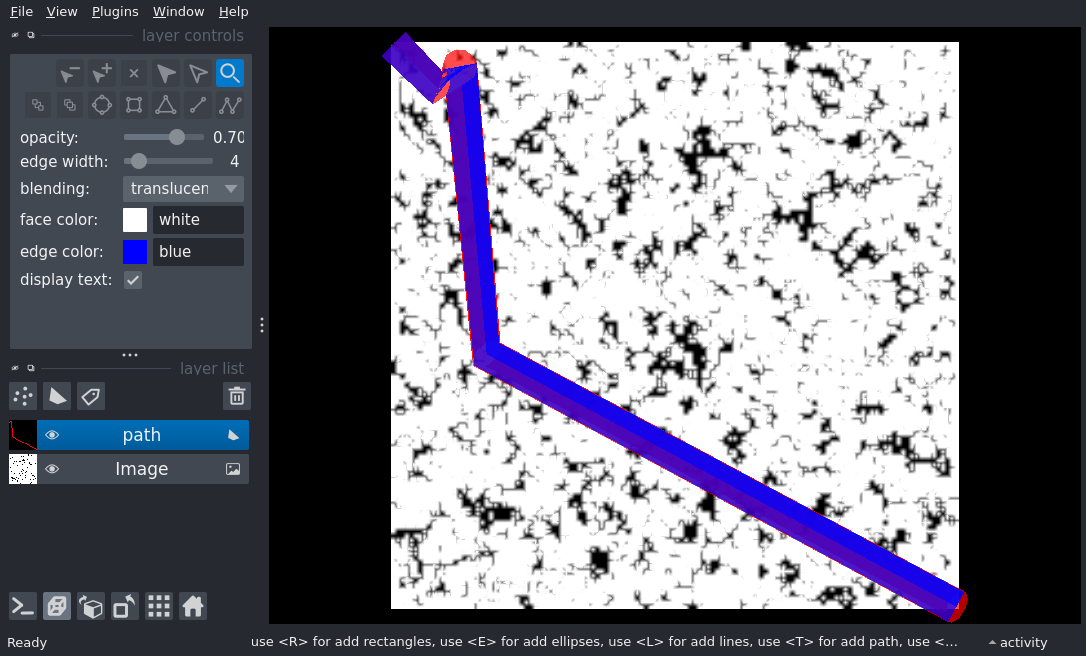 File View Plugins Window Help
layer controls
opacity: 0.70
edge width: 4
blending: translucen
face color: white
edge color: blue
display text:
layer list
path
Image
Ready
use <R> for add rectangles, use <E> for add ellipses, use <L> for add lines, use <T> for add path, use <...
activity